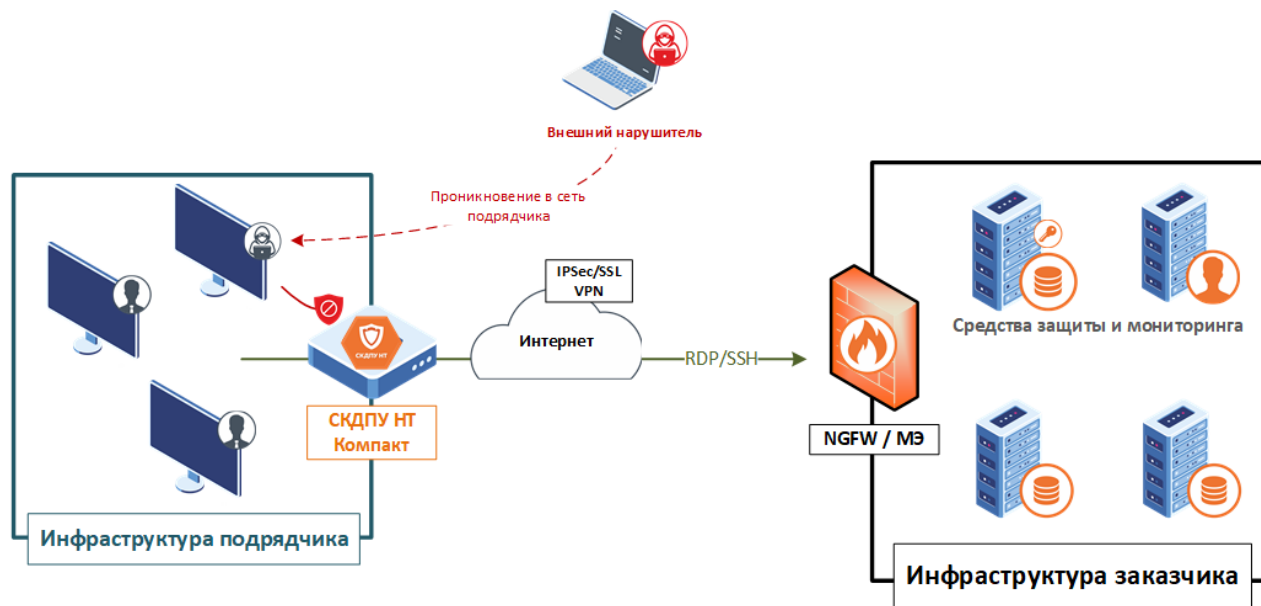 Внешний нарушитель
Проникновение в сеть
подрядчика
IPSec/SSL
VPN
Интернет
СКДПУ НТ
RDP/SSH
Средства защиты и мониторинга
СКДПУ НТ
Компакт
NGFW / МЭ
Инфраструктура подрядчика
Инфраструктура заказчика